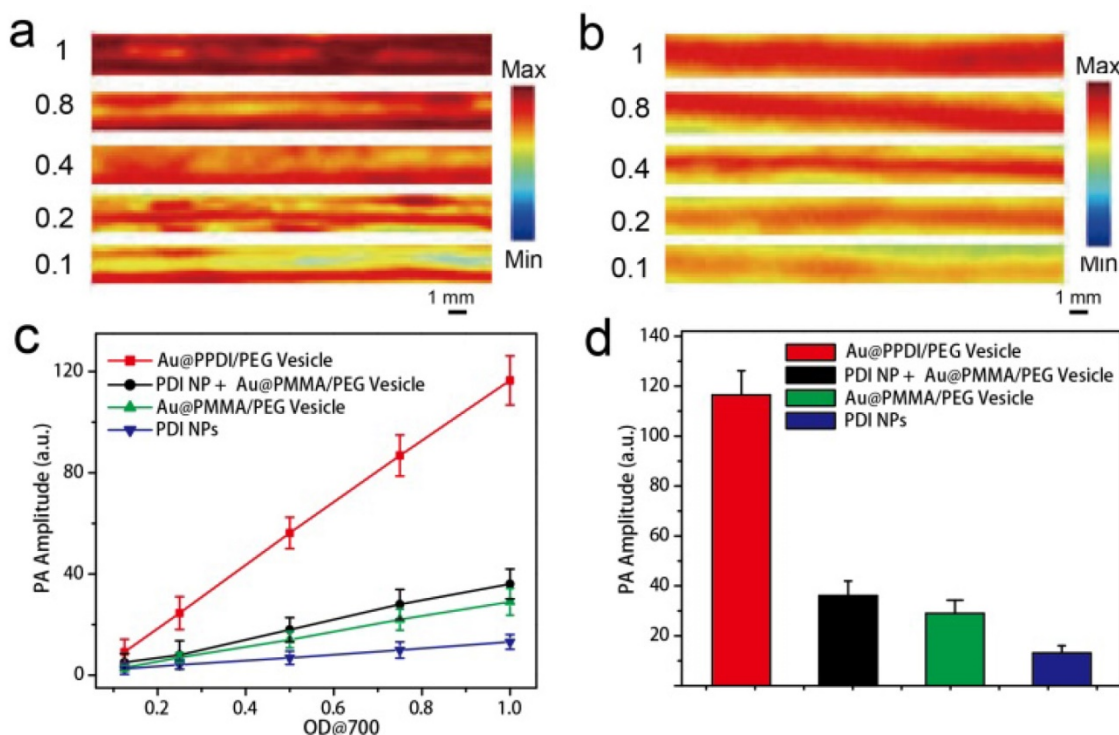 a
1
0.8
0.4
0.2
0.1
Max
Min
1 mm
b
1
0.8
0.4
0.2
0.1
Max
Min
1 mm
c
Au@PPDI/PEG Vesicle
PDI NP + Au@PMMA/PEG Vesicle
Au@PMMA/PEG Vesicle
PDI NPs
PA Amplitude (a.u.)
120
80
40
0
0.2
0.4
0.6
0.8
1.0
OD@700
d
Au@PPDI/PEG Vesicle
PDI NP + Au@PMMA/PEG Vesicle
Au@PMMA/PEG Vesicle
PDI NPs
PA Amplitude (a.u.)
140
120
100
80
60
40
20